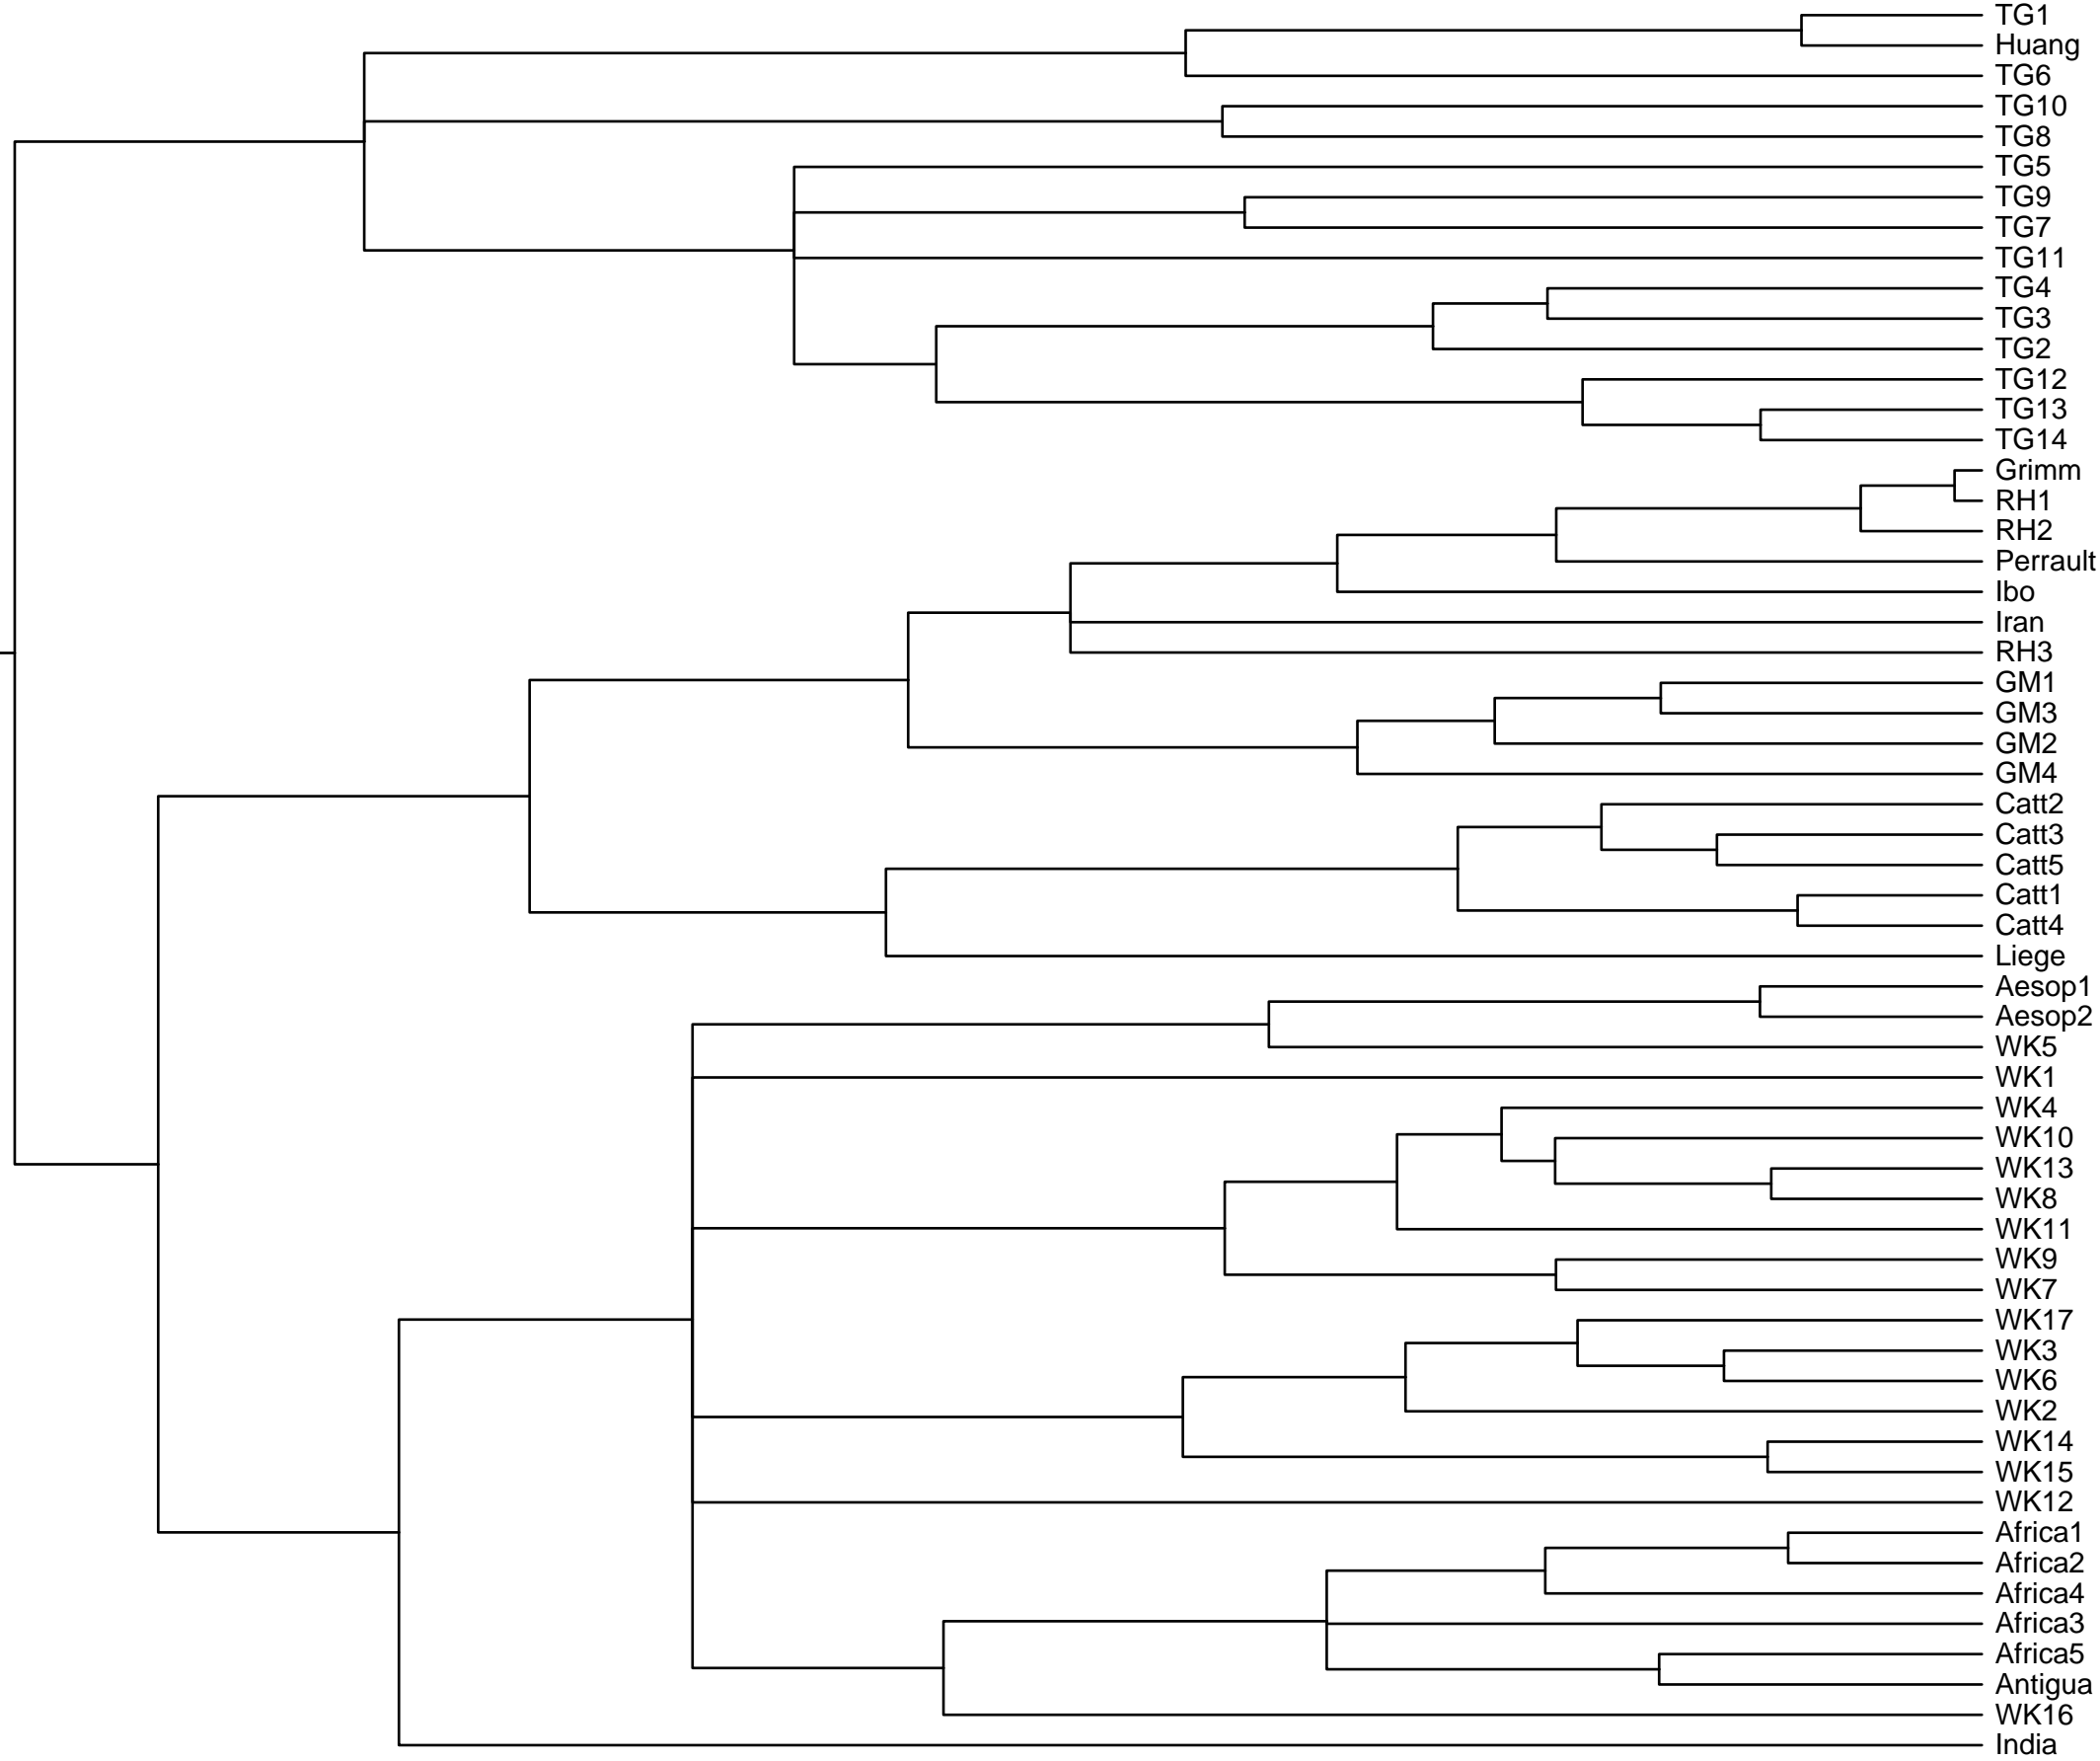 TG1
Huang
TG6
TG10
TG8
TG5
TG9
TG7
TG11
TG4
TG3
TG2
TG12
TG13
TG14
Grimm
RH1
RH2
Perrault
Ibo
Iran
RH3
GM1
GM3
GM2
GM4
Catt2
Catt3
Catt5
Catt1
Catt4
Liege
Aesop1
Aesop2
WK5
WK1
WK4
WK10
WK13
WK8
WK11
WK9
WK7
WK17
WK3
WK6
WK2
WK14
WK15
WK12
Africa1
Africa2
Africa4
Africa3
Africa5
Antigua
WK16
India